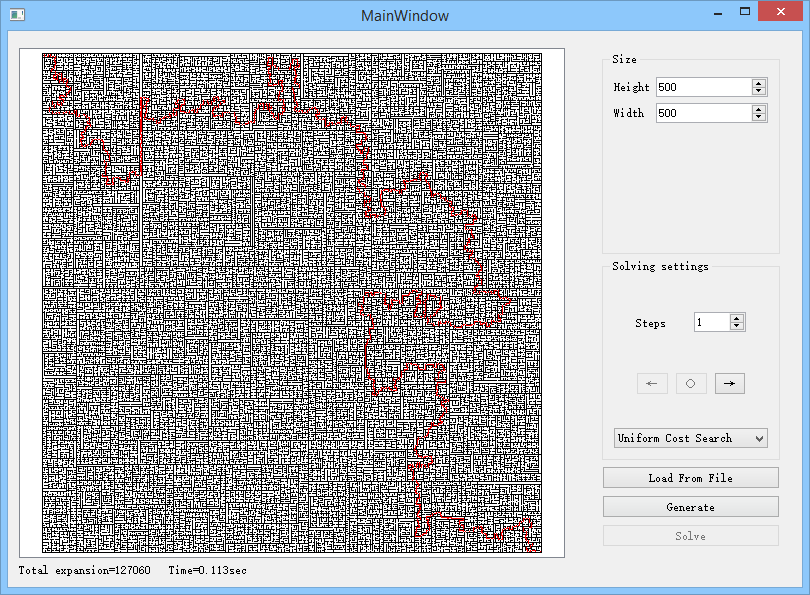 MainWindow
Size
Height 500
Width 500
Solving settings
Steps 1
Uniform Cost Search
Load From File
Generate
Solve
Total expansion=127060 Time=0.113sec